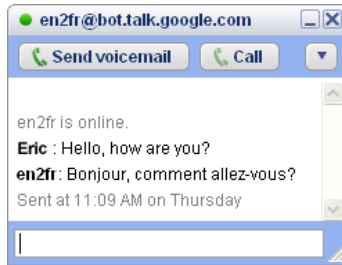 en2fr@bot.talk.google.com
Send voicemail Call
en2fr is online.
Eric : Hello, how are you?
en2fr: Bonjour, comment allez-vous?
Sent at 11:09 AM on Thursday